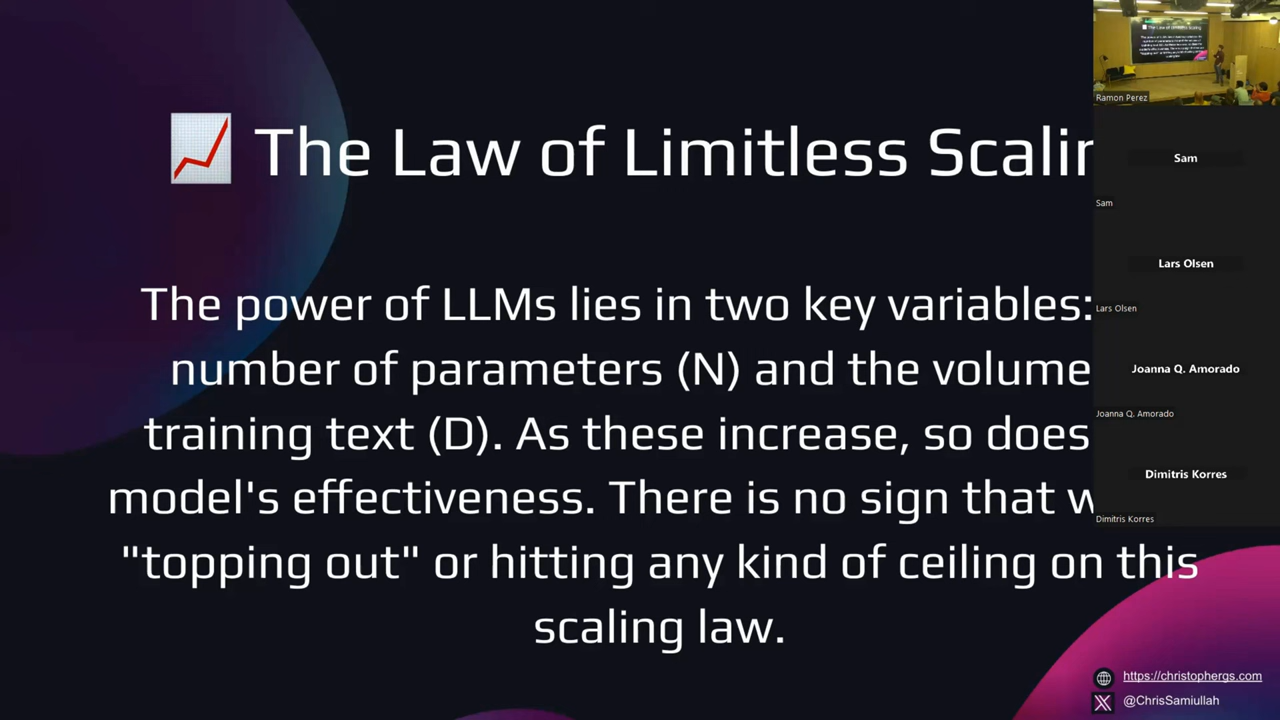 The Law of Limitless Scalin
The power of LLMs lies in two key variables:
number of parameters (N) and the volume
training text (D). As these increase, so does
model's effectiveness. There is no sign that w
"topping out" or hitting any kind of ceiling on this
scaling law.
https://christophergs.com
@ChrisSamiullah
Ramon Perez
Sam
Sam
Lars Olsen
Lars Olsen
Joanna Q. Amorado
Joanna Q. Amorado
Dimitris Korres
Dimitris Korres